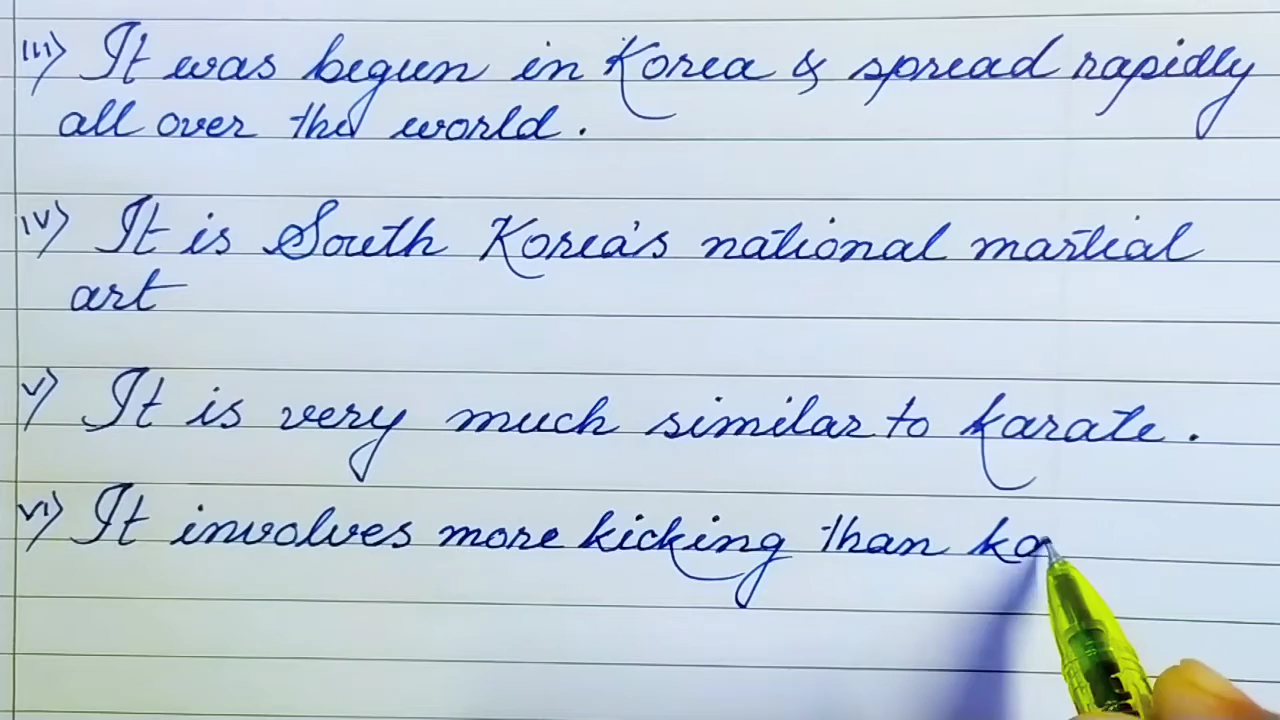 iii) It was begun in Korea & spread rapidly
all over the world.
iv) It is South Korea's national martial
art
v) It is very much similar to karate.
vi) It involves more kicking than ka